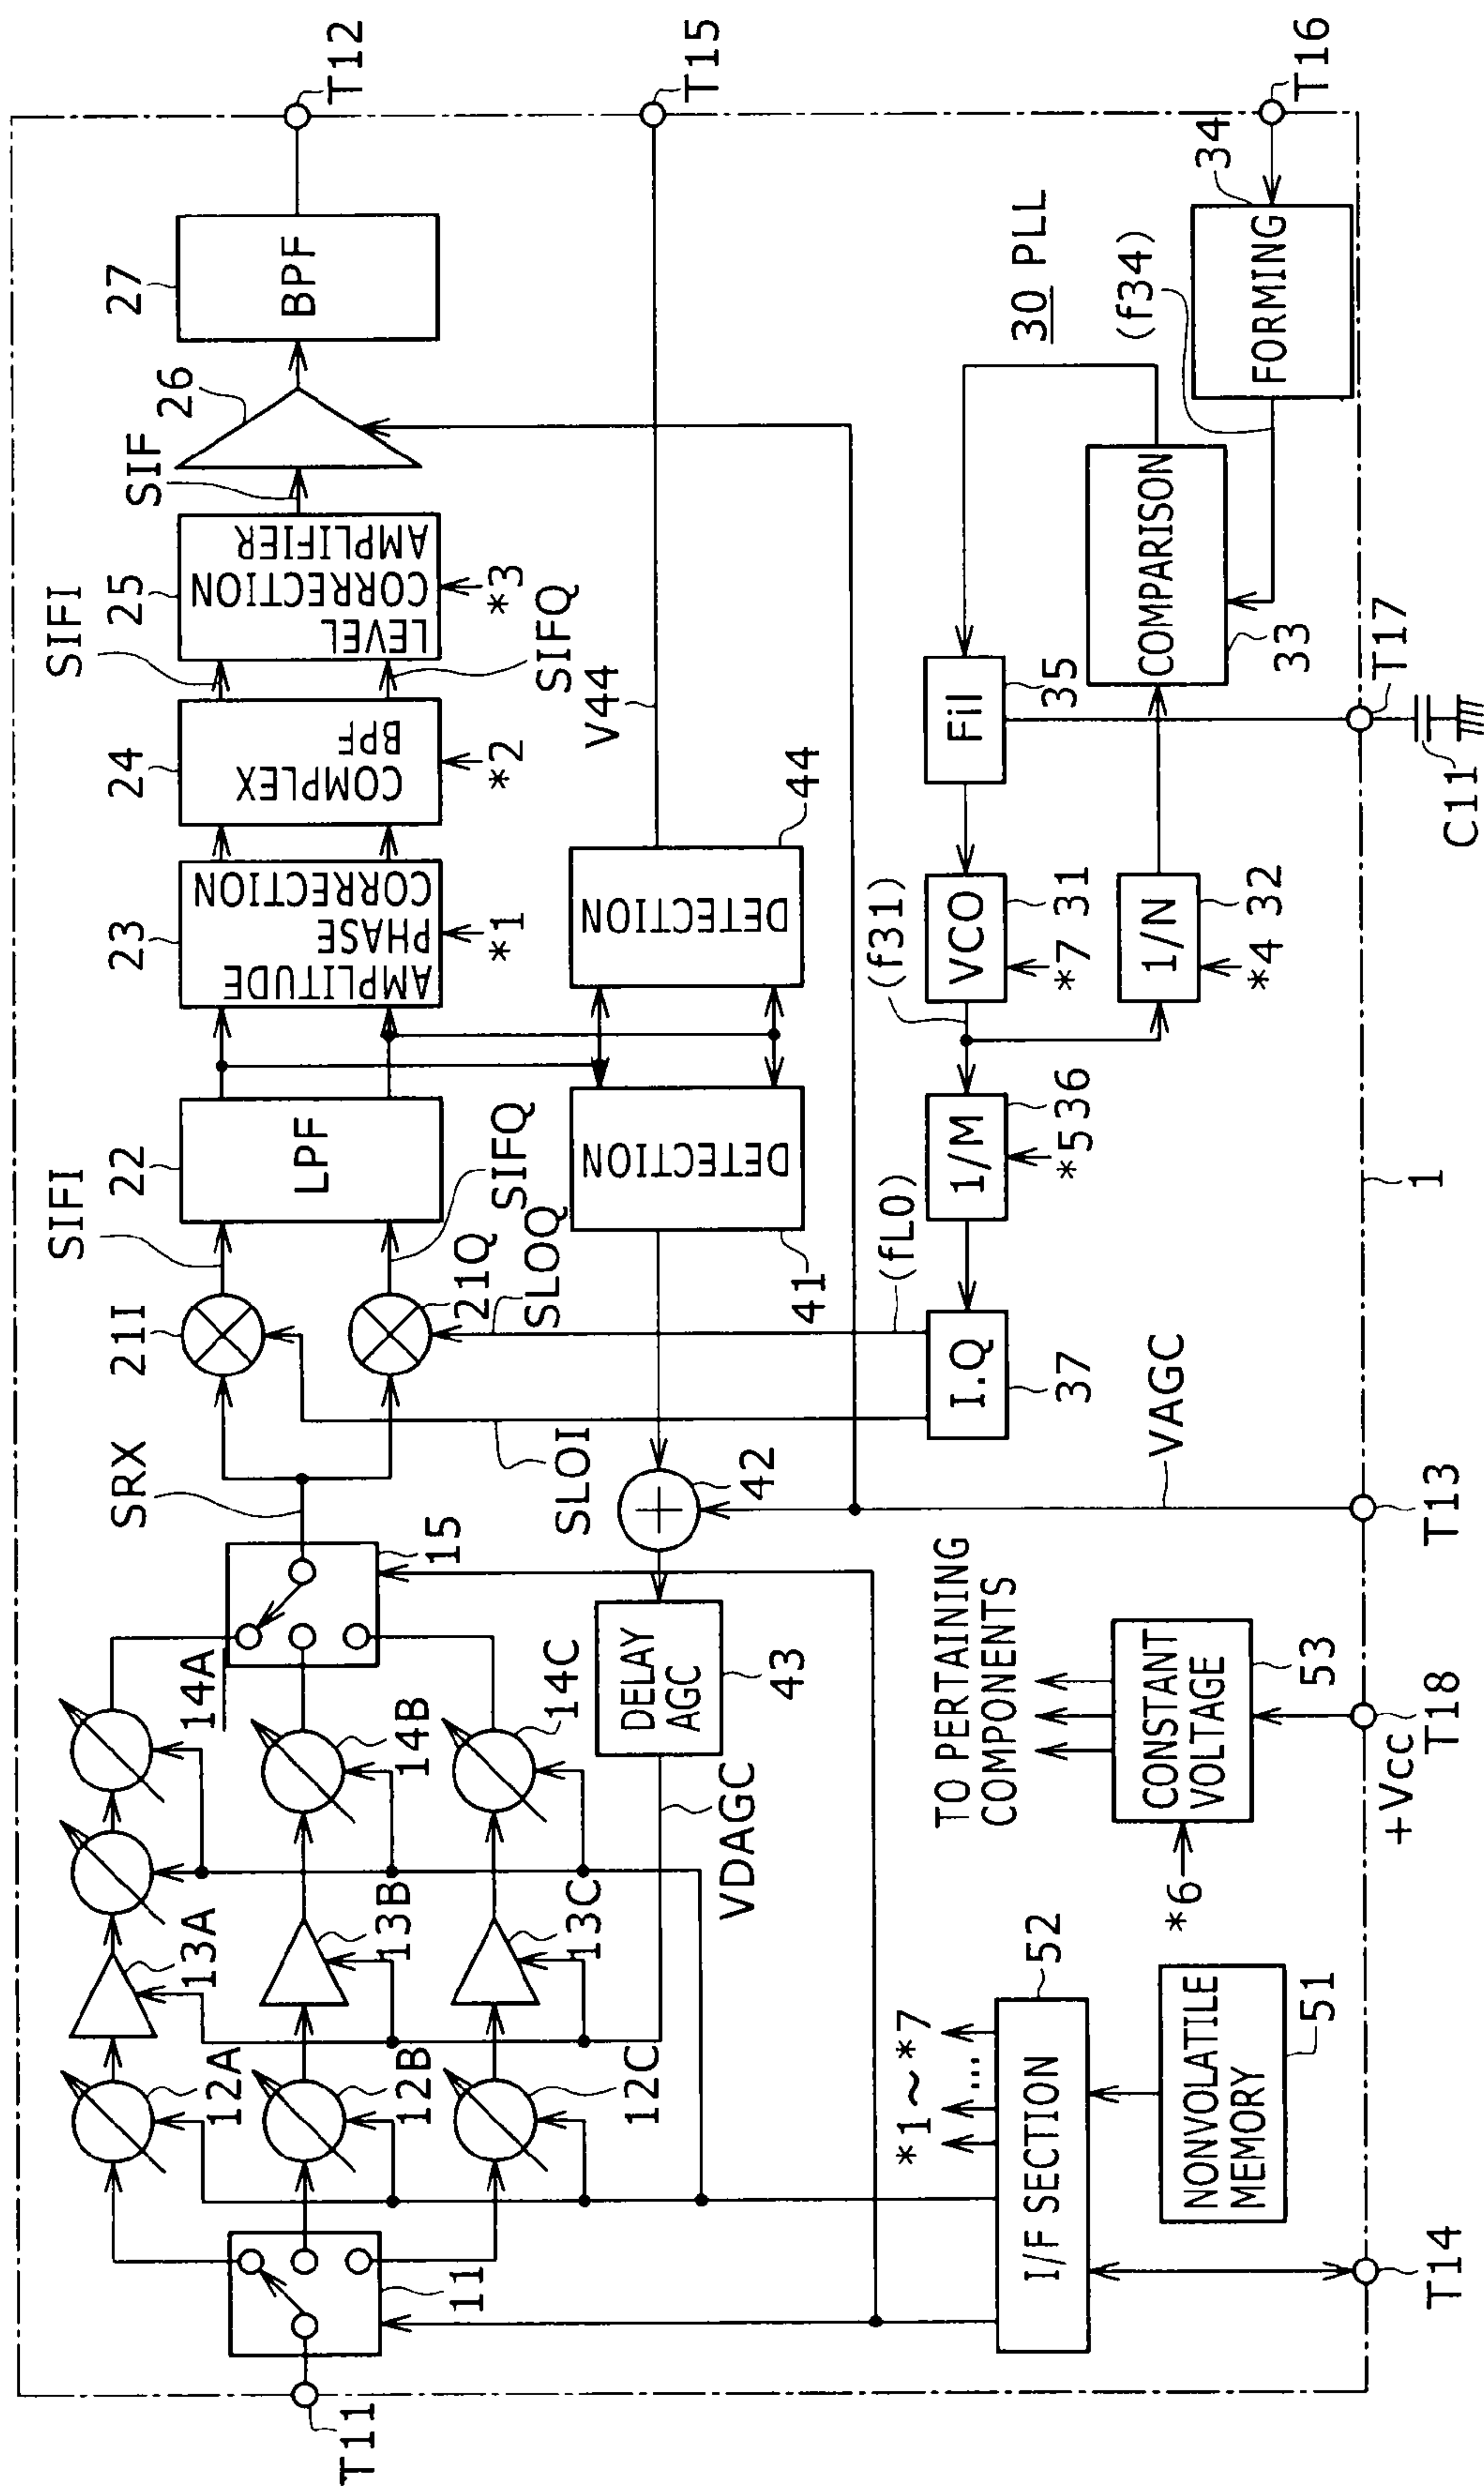 T11
11
12A
12B
12C
13A
13B
13C
14A
14B
14C
15
SRX
21I
21Q
SIFI
SIFQ
SLOI
SLOQ
22
LPF
23
AMPLITUDE
PHASE
CORRECTION
*1
24
COMPLEX
BPF
*2
SIFI
SIFQ
25
LEVEL
CORRECTION
AMPLIFIER
*3
SIF
26
27
BPF
T12
VDAGC
DELAY
AGC
43
42
DETECTION
41
DETECTION
44
V44
T15
I.Q
37
(fLO)
1/M
*5
36
(f31)
VCO
*7
31
Fil
35
30 PLL
1/N
*4
32
COMPARISON
33
(f34)
FORMING
34
T16
I/F SECTION
52
*1~*7
...
NONVOLATILE
MEMORY
51
TO PERTAINING
COMPONENTS
CONSTANT
VOLTAGE
53
*6
VAGC
T14
+Vcc
T18
T13
1
C11
T17